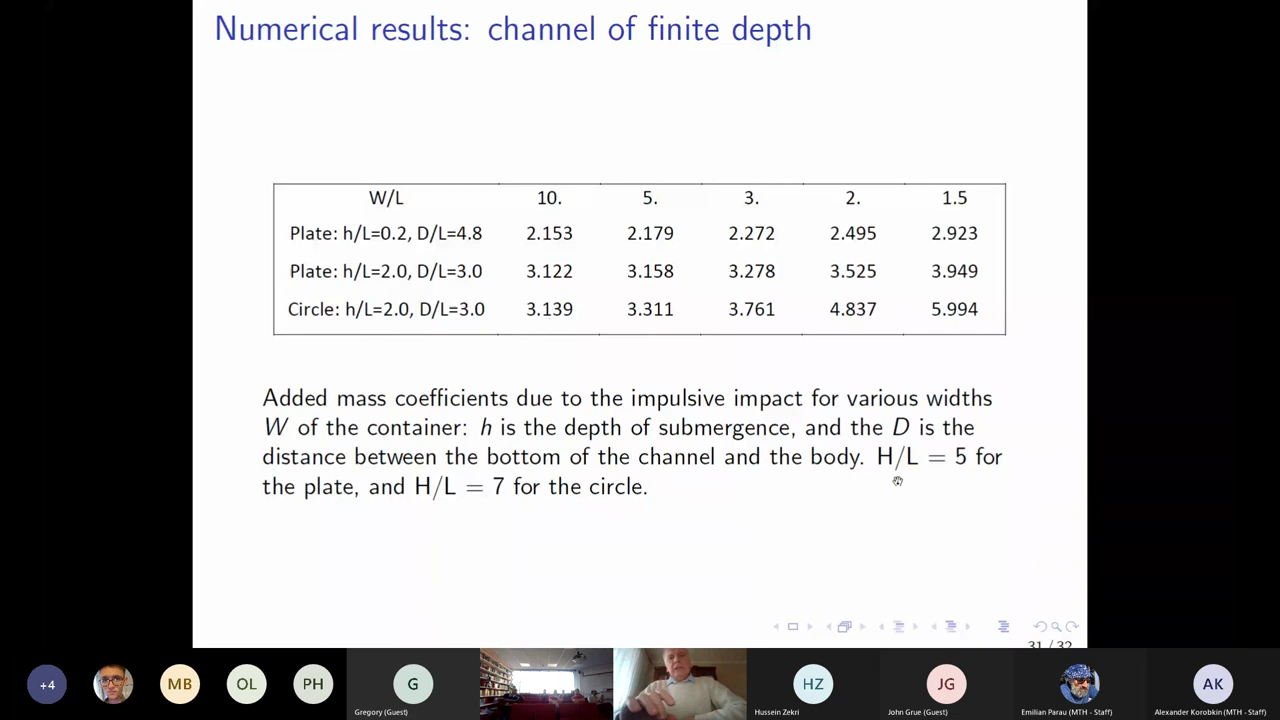 Numerical results: channel of finite depth
W/L 10. 5. 3. 2. 1.5
Plate: h/L=0.2, D/L=4.8 2.153 2.179 2.272 2.495 2.923
Plate: h/L=2.0, D/L=3.0 3.122 3.158 3.278 3.525 3.949
Circle: h/L=2.0, D/L=3.0 3.139 3.311 3.761 4.837 5.994
Added mass coefficients due to the impulsive impact for various widths
W of the container: h is the depth of submergence, and the D is the
distance between the bottom of the channel and the body. H/L = 5 for
the plate, and H/L = 7 for the circle.
31 / 32
+4 MB OL PH G HZ JG AK
Gregory (Guest) Hussein Zekri John Grue (Guest) Emilian Parau (MTH - Staff) Alexander Korobkin (MTH - Staff)